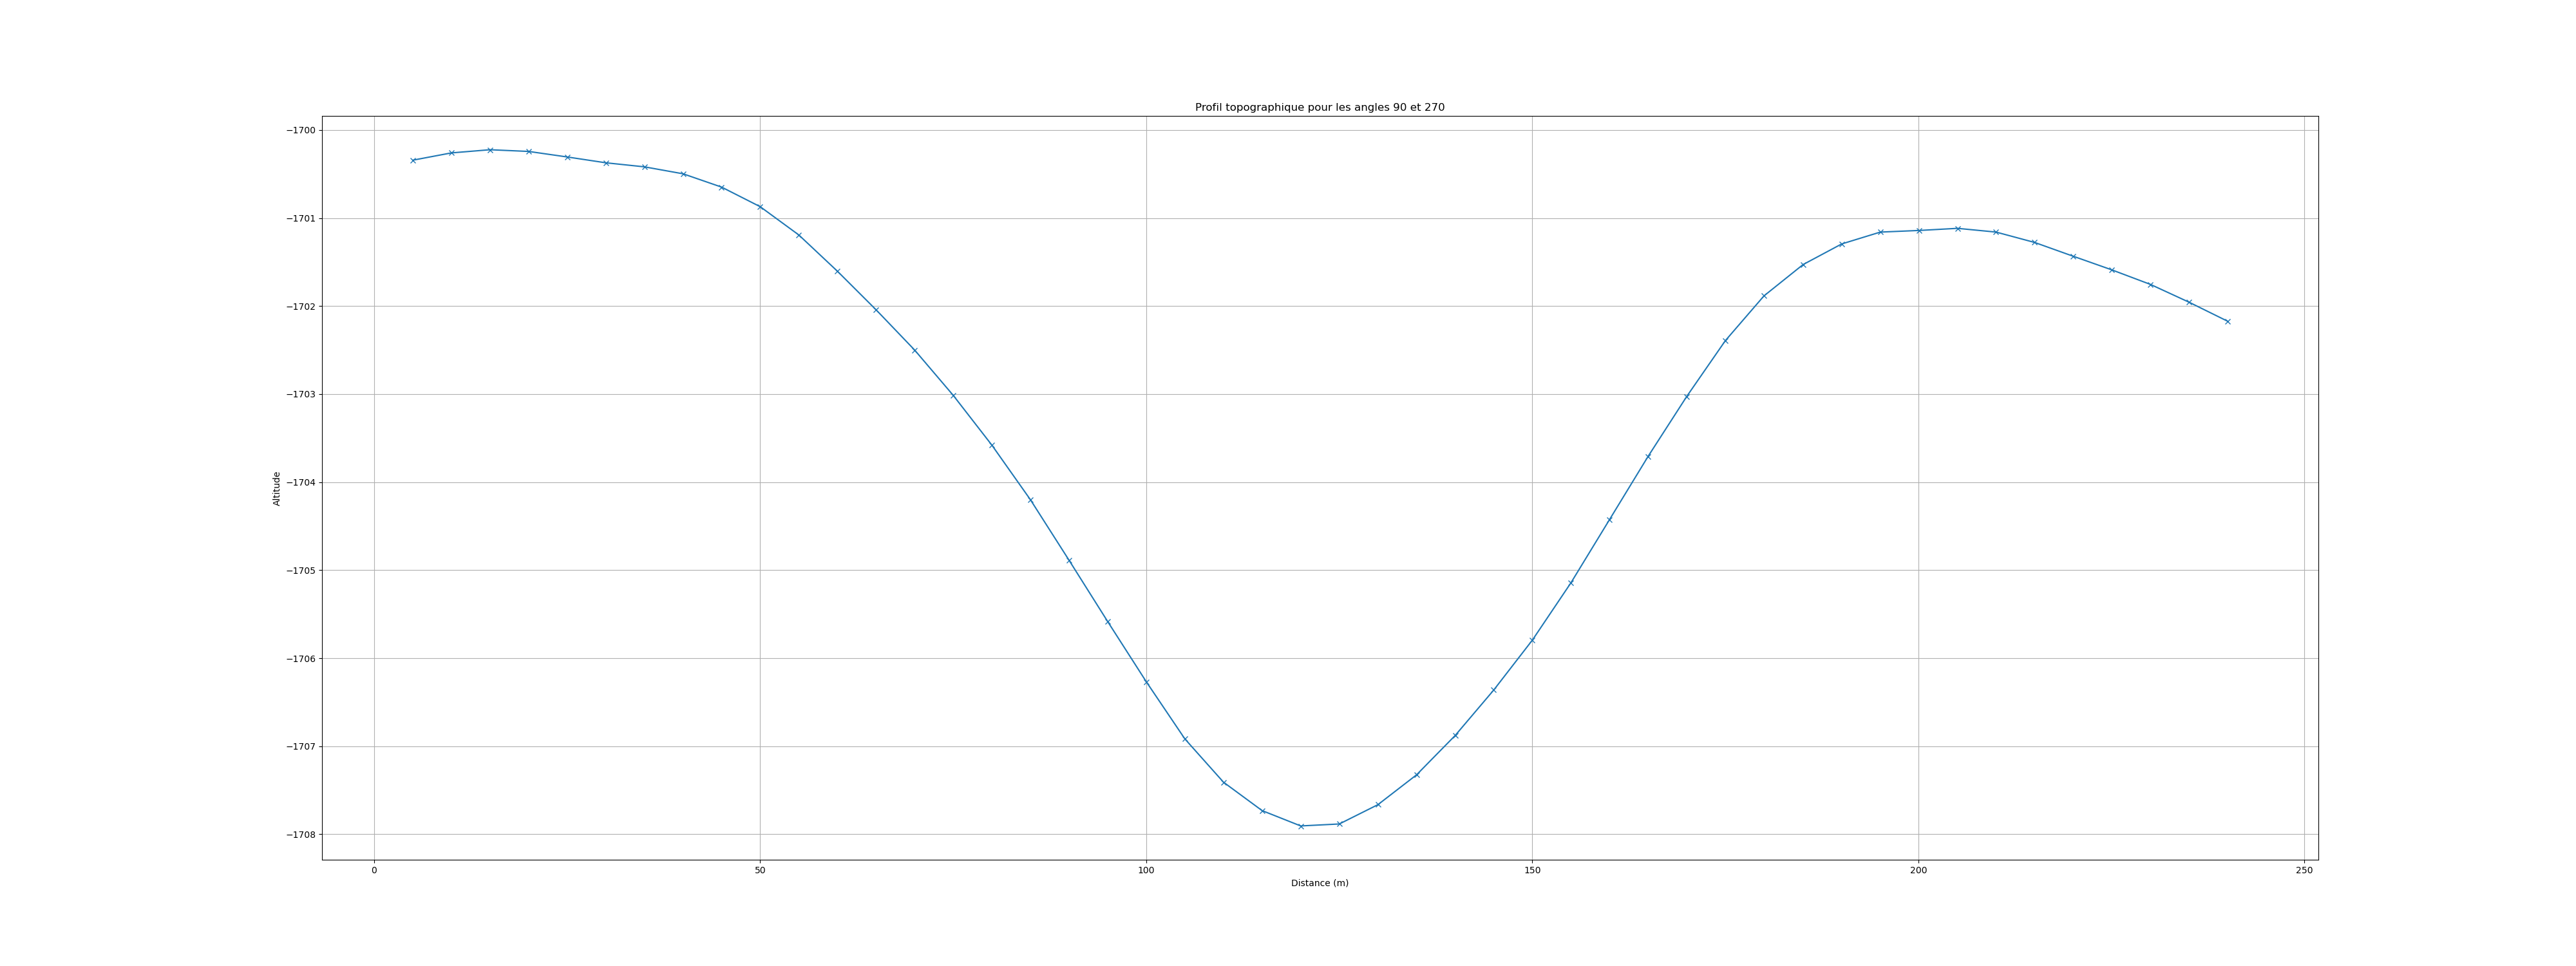 Profil topographique pour les angles 90 et 270
−1700
−1701
−1702
−1703
−1704
−1705
−1706
−1707
−1708
Altitude
0 50 100 150 200 250
Distance (m)